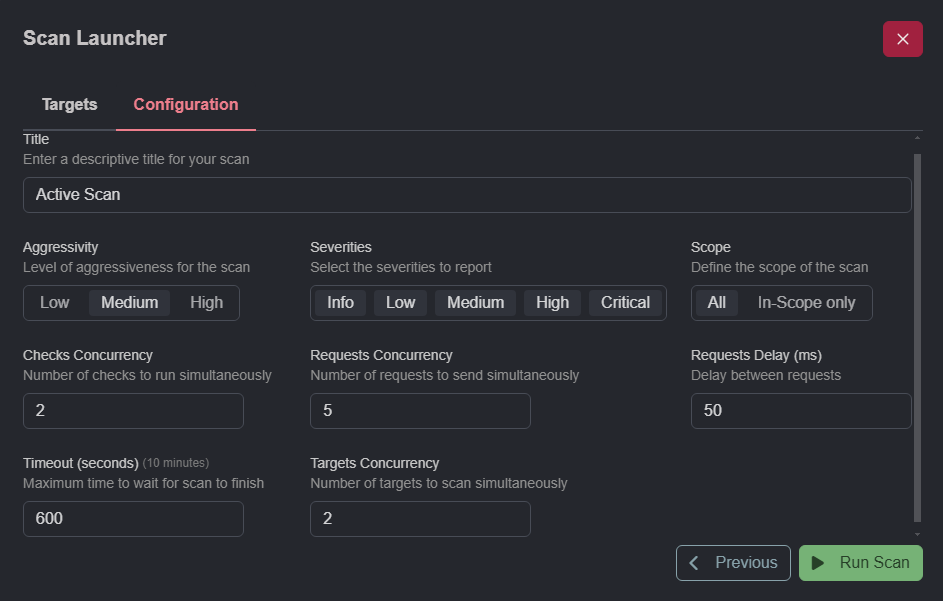 Scan Launcher
Targets Configuration
Title
Enter a descriptive title for your scan
Active Scan
Aggressivity
Level of aggressiveness for the scan
Low Medium High
Severities
Select the severities to report
Info Low Medium High Critical
Scope
Define the scope of the scan
All In-Scope only
Checks Concurrency
Number of checks to run simultaneously
2
Requests Concurrency
Number of requests to send simultaneously
5
Requests Delay (ms)
Delay between requests
50
Timeout (seconds) (10 minutes)
Maximum time to wait for scan to finish
600
Targets Concurrency
Number of targets to scan simultaneously
2
Previous Run Scan